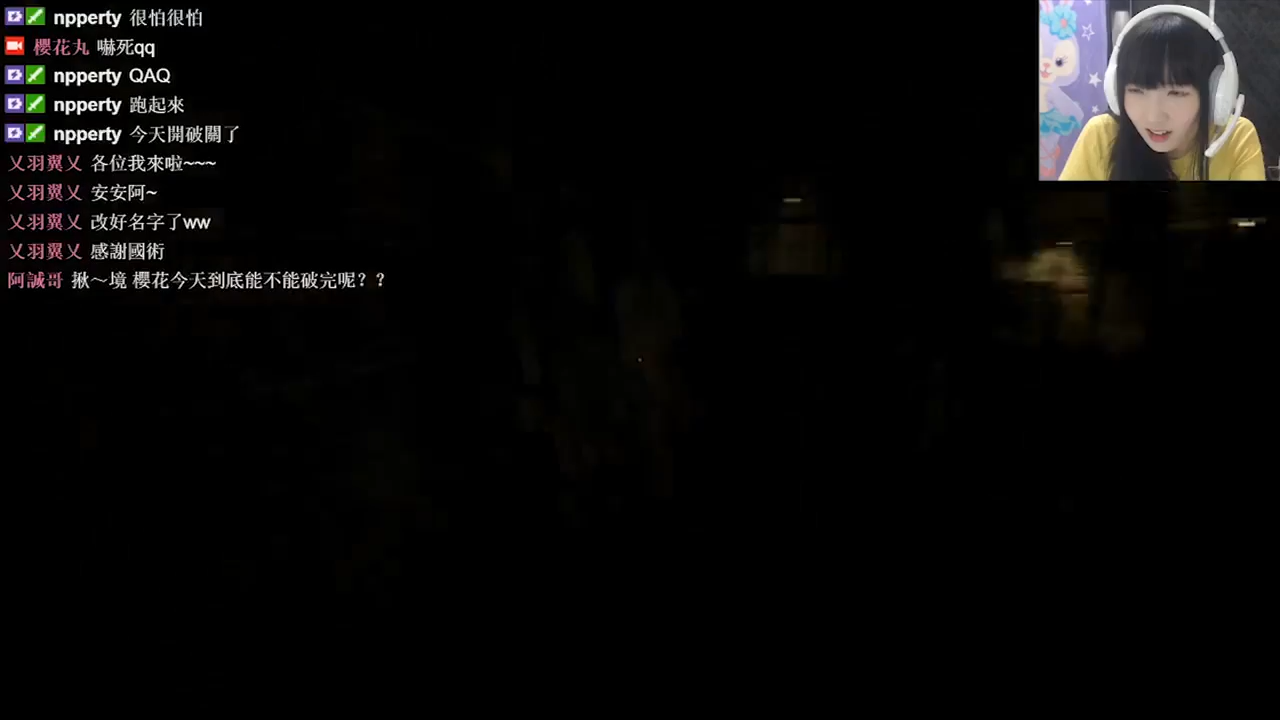 npperty 很怕很怕
櫻花丸 嚇死qq
npperty QAQ
npperty 跑起來
npperty 今天開破關了
乂羽翼乂 各位我來啦~~~
乂羽翼乂 安安阿~
乂羽翼乂 改好名字了ww
乂羽翼乂 感謝國術
阿誠哥 揪～境 櫻花今天到底能不能破完呢？？